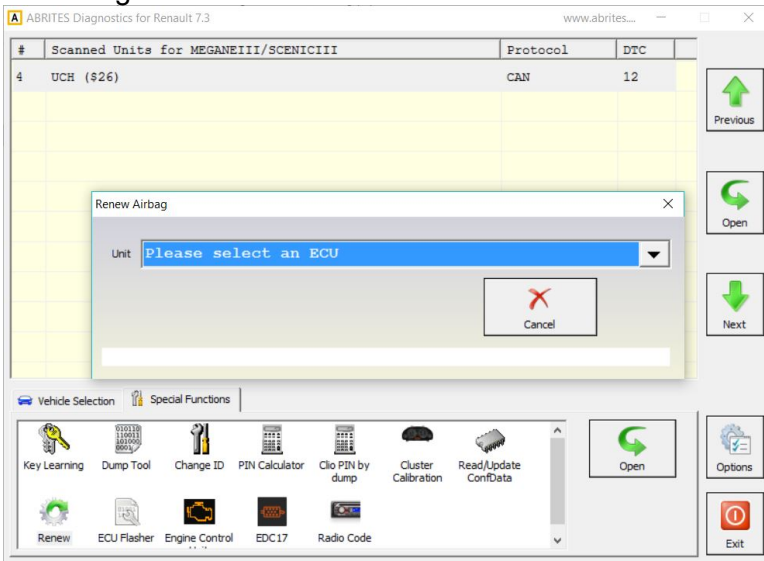 A ABRITES Diagnostics for Renault 7.3 www.abrites....
# Scanned Units for MEGANEIII/SCENICIII Protocol DTC
4 UCH ($26) CAN 12
Previous
Renew Airbag
Open
Unit Please select an ECU
Cancel
Next
Vehicle Selection Special Functions
Key Learning Dump Tool Change ID PIN Calculator Clio PIN by dump Cluster Calibration Read/Update ConfData
Open
Options
Renew ECU Flasher Engine Control EDC17 Radio Code
Exit